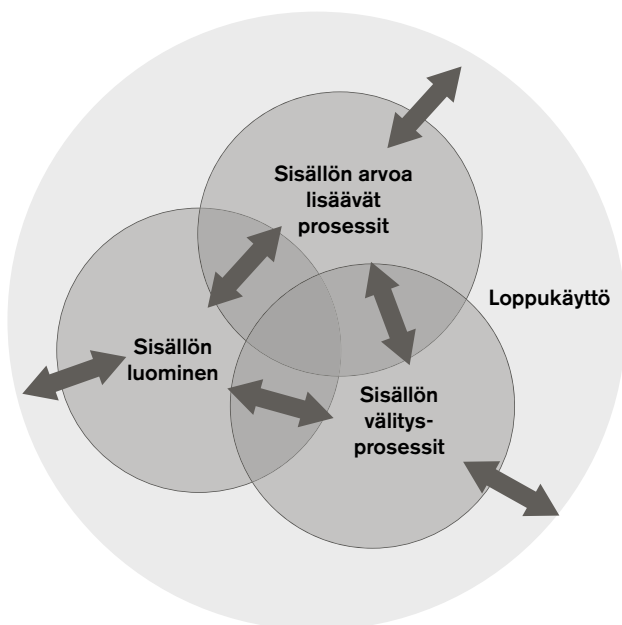 Sisällön arvoa
lisäävät
prosessit
Loppukäyttö
Sisällön
luominen
Sisällön
välitys-
prosessit